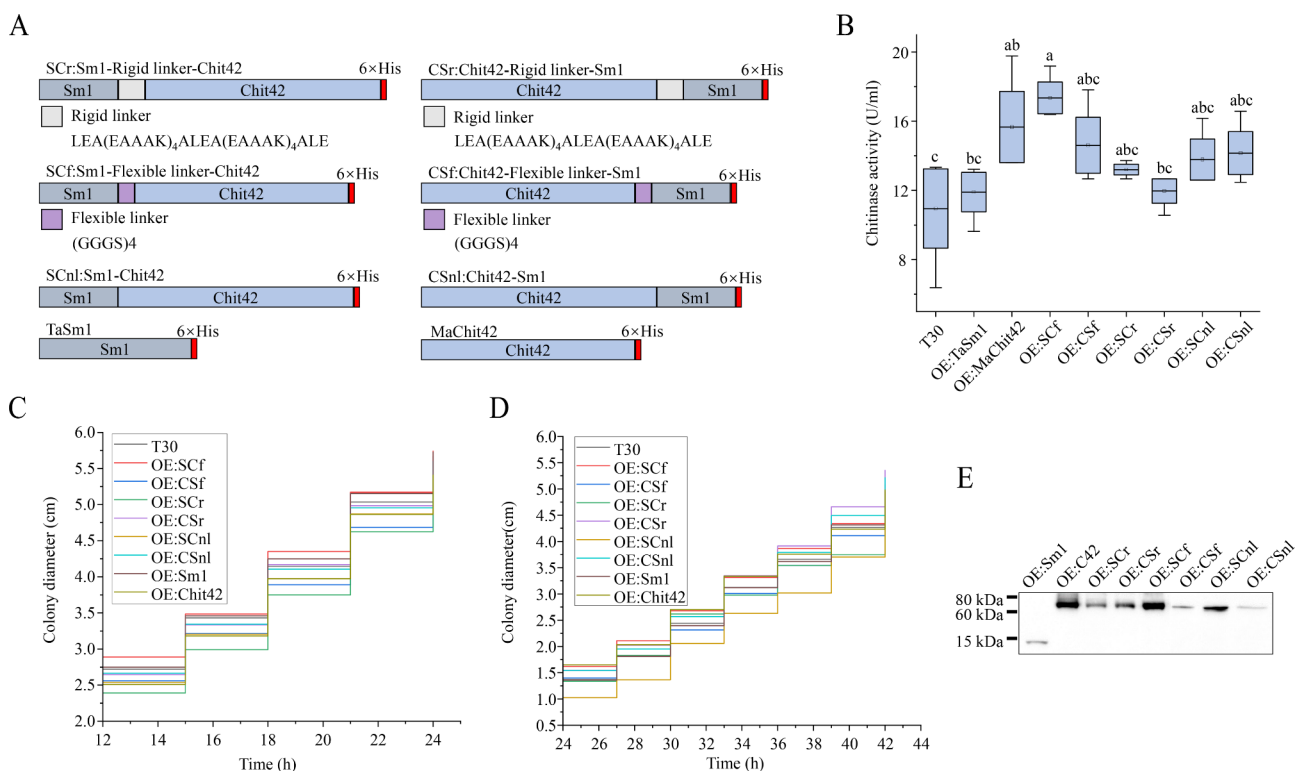 A
SCr:Sm1-Rigid linker-Chit42
6×His
Sm1
Chit42
Rigid linker
LEA(EAAAK)4ALEA(EAAAK)4ALE
SCf:Sm1-Flexible linker-Chit42
6×His
Sm1
Chit42
Flexible linker
(GGGS)4
SCnl:Sm1-Chit42
6×His
Sm1
Chit42
TaSm1
6×His
Sm1
CSr:Chit42-Rigid linker-Sm1
6×His
Chit42
Sm1
Rigid linker
LEA(EAAAK)4ALEA(EAAAK)4ALE
CSf:Chit42-Flexible linker-Sm1
6×His
Chit42
Sm1
Flexible linker
(GGGS)4
CSnl:Chit42-Sm1
6×His
Chit42
Sm1
MaChit42
6×His
Chit42
B
Chitinase activity (U/ml)
20
16
12
8
c
bc
ab
a
abc
abc
bc
abc
abc
T30
OE:TaSm1
OE:MaChit42
OE:SCf
OE:CSf
OE:SCr
OE:CSr
OE:SCnl
OE:CSnl
C
Colony diameter (cm)
6.0
5.5
5.0
4.5
4.0
3.5
3.0
2.5
2.0
T30
OE:SCf
OE:CSf
OE:SCr
OE:CSr
OE:SCnl
OE:CSnl
OE:Sm1
OE:Chit42
12 14 16 18 20 22 24
Time (h)
D
Colony diameter(cm)
6.0
5.5
5.0
4.5
4.0
3.5
3.0
2.5
2.0
1.5
1.0
0.5
T30
OE:SCf
OE:CSf
OE:SCr
OE:CSr
OE:SCnl
OE:CSnl
OE:Sm1
OE:Chit42
24 26 28 30 32 34 36 38 40 42 44
Time (h)
E
OE:Sm1
OE:C42
OE:SCr
OE:CSr
OE:SCf
OE:CSf
OE:SCnl
OE:CSnl
80 kDa
60 kDa
15 kDa